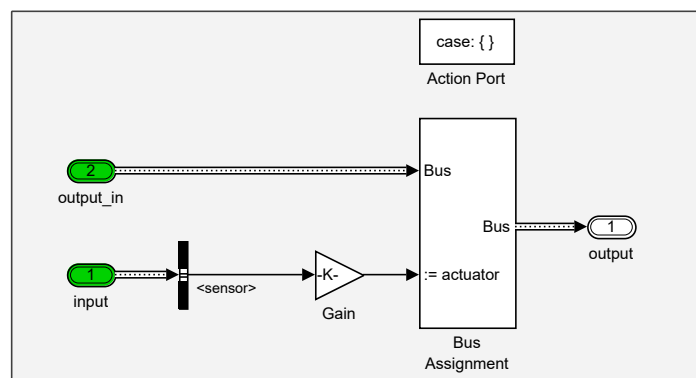 case: { }
Action Port
2
output_in
Bus
Bus
1
output
1
input
<sensor>
-K-
Gain
:= actuator
Bus
Assignment